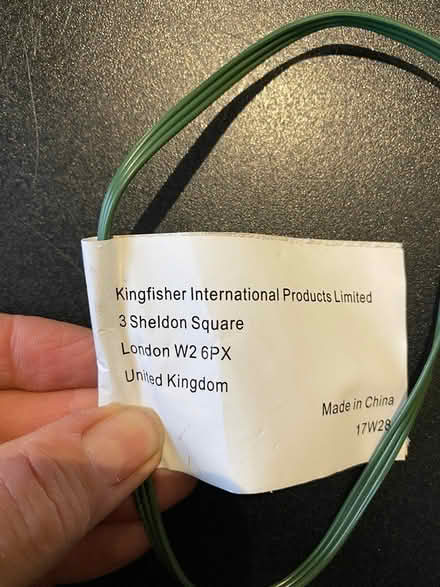 Kingfisher International Products Limited
3 Sheldon Square
London W2 6PX
United Kingdom
Made in China
17W28